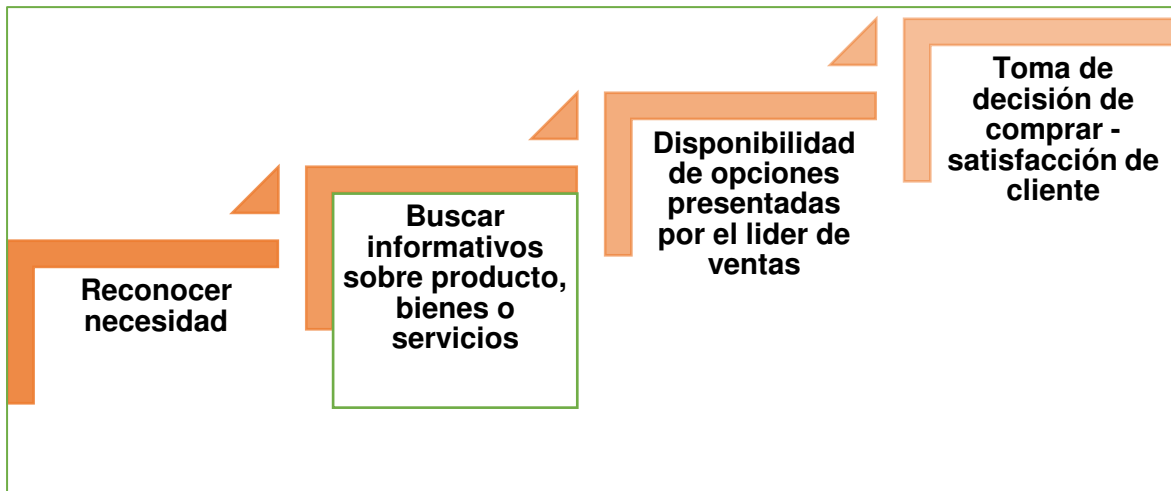 Reconocer
necesidad
Buscar
informativos
sobre producto,
bienes o
servicios
Disponibilidad
de opciones
presentadas
por el lider de
ventas
Toma de
decisión de
comprar -
satisfacción de
cliente